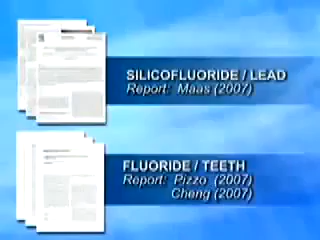 SILICOFLUORIDE / LEAD
Report: Maas (2007)
FLUORIDE / TEETH
Report: Pizzo (2007)
Cheng (2007)